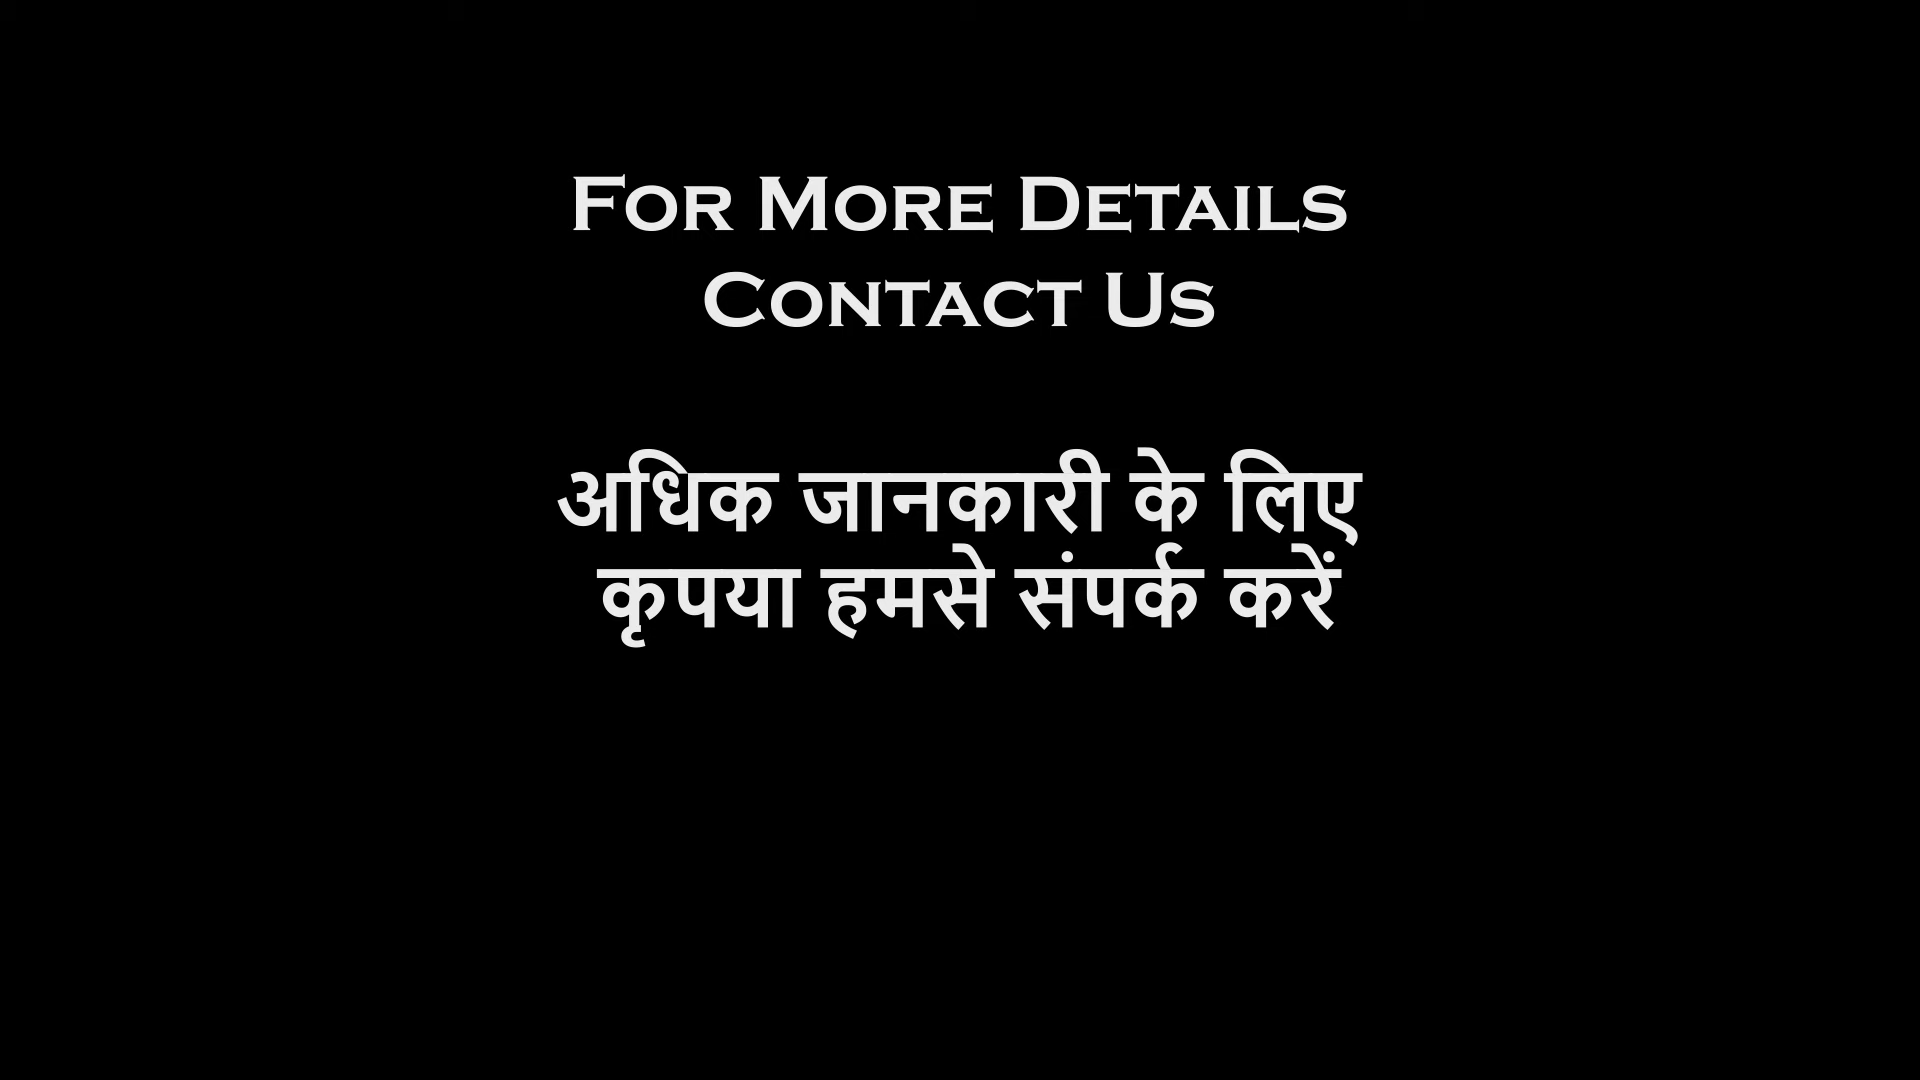 For More Details
Contact Us
अधिक जानकारी के लिए
कृपया हमसे संपर्क करें